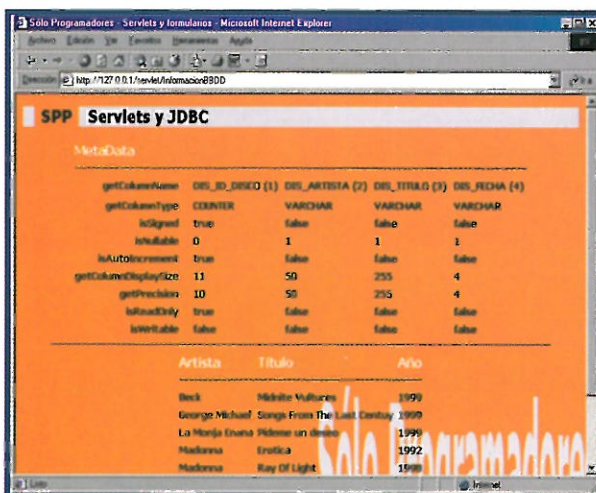 Sólo Programadores - Servlets y formularios - Microsoft Internet Explorer
Archivo Edición Ver Favoritos Herramientas Ayuda
Dirección http://127.0.0.1/servlet/InformacionBBDD
SPP Servlets y JDBC
MetaData
getColumnName DIS_ID_DISCO (1) DIS_ARTISTA (2) DIS_TITULO (3) DIS_FECHA (4)
getColumnType COUNTER VARCHAR VARCHAR VARCHAR
isSigned true false false false
isNullable 0 1 1 1
isAutoIncrement true false false false
getColumnDisplaySize 11 50 255 4
getPrecision 10 50 255 4
isReadOnly true false false false
isWritable false false false false
Artista Título Año
Beck Midnite Vultures 1999
George Michael Songs From The Last Centuy 1999
La Monja Enana Pídeme un deseo 1999
Madonna Erotica 1992
Madonna Ray Of Light 1998
Sólo Programadore
Listo Internet